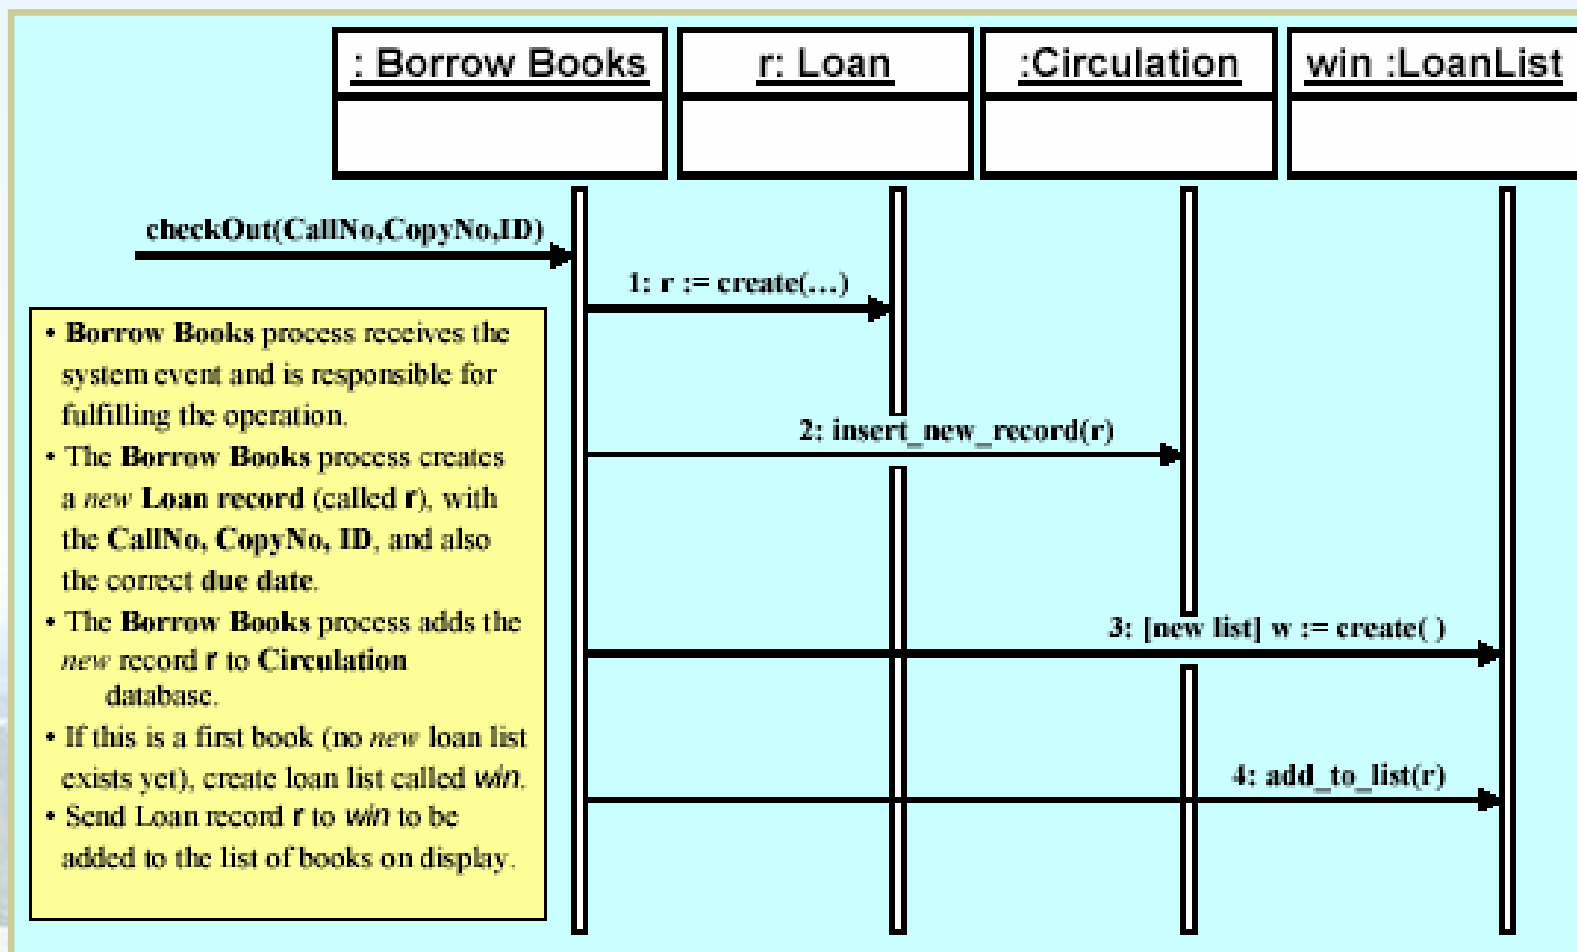 : Borrow Books
r: Loan
:Circulation
win :LoanList
checkOut(CallNo,CopyNo,ID)
1: r := create(...)
2: insert_new_record(r)
3: [new list] w := create( )
4: add_to_list(r)
• Borrow Books process receives the
system event and is responsible for
fulfilling the operation.
• The Borrow Books process creates
a new Loan record (called r), with
the CallNo, CopyNo, ID, and also
the correct due date.
• The Borrow Books process adds the
new record r to Circulation
database.
• If this is a first book (no new loan list
exists yet), create loan list called win.
• Send Loan record r to win to be
added to the list of books on display.